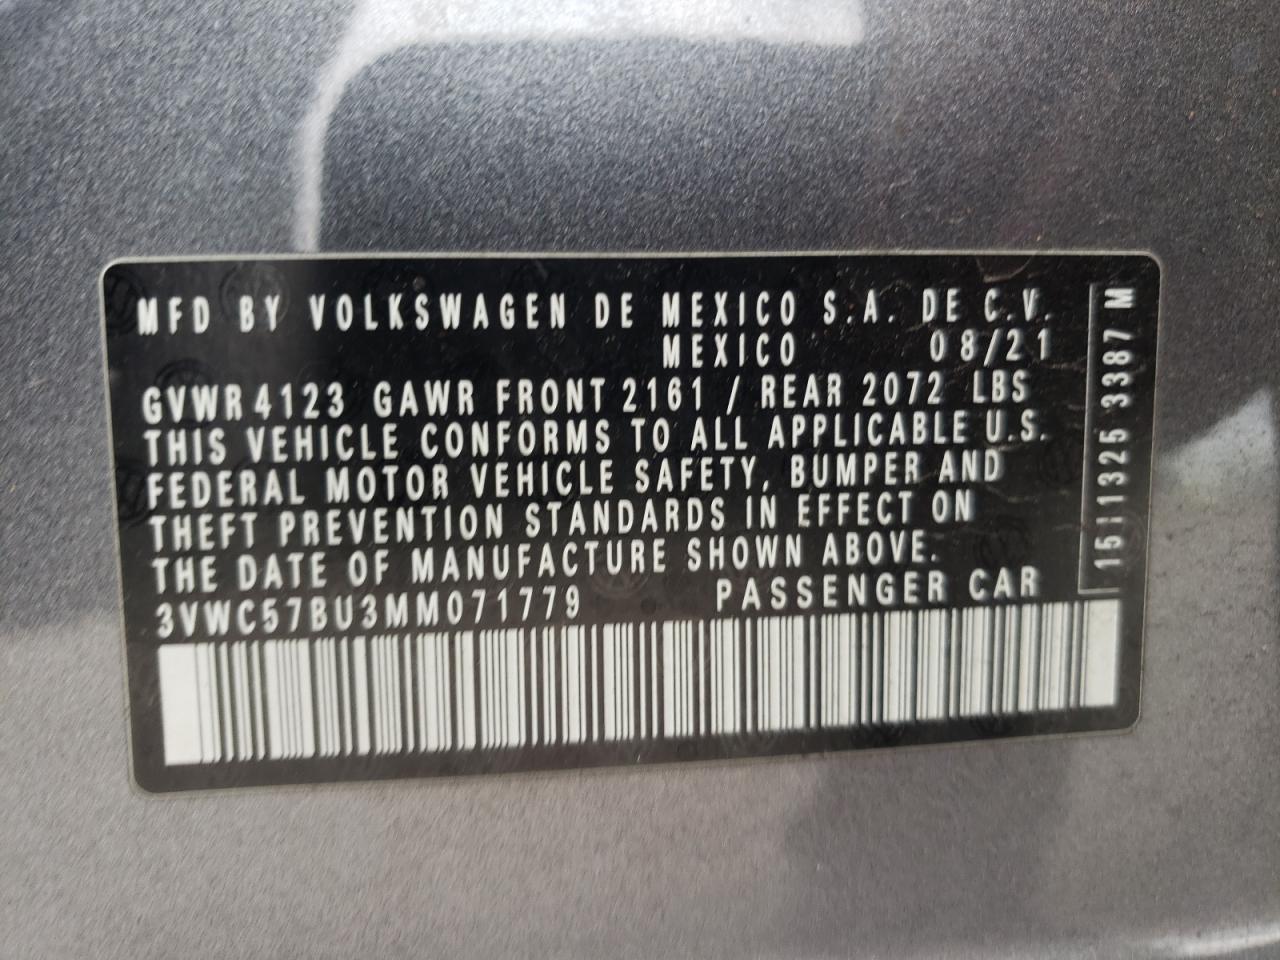 MFD BY VOLKSWAGEN DE MEXICO S.A. DE C.V.
MEXICO 08/21
GVWR 4123 GAWR FRONT 2161 / REAR 2072 LBS
THIS VEHICLE CONFORMS TO ALL APPLICABLE U.S.
FEDERAL MOTOR VEHICLE SAFETY, BUMPER AND
THEFT PREVENTION STANDARDS IN EFFECT ON
THE DATE OF MANUFACTURE SHOWN ABOVE.
3VWC57BU3MM071779 PASSENGER CAR
1511325 3387 M